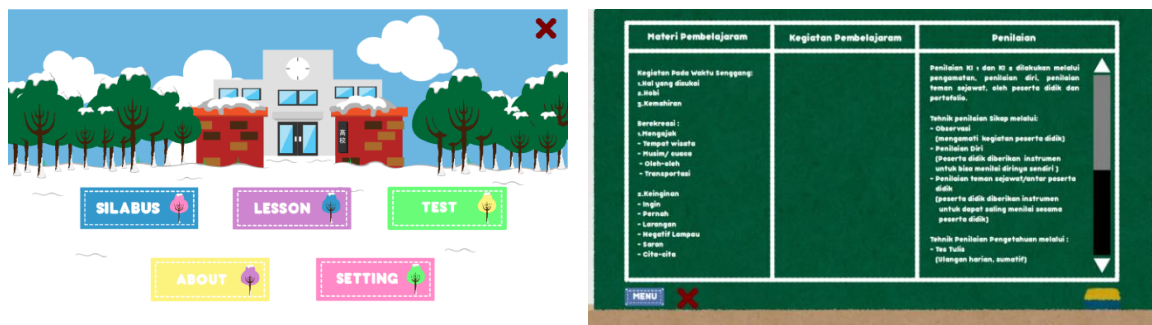 高校
SILABUS
LESSON
TEST
ABOUT
SETTING
Materi Pembelajaram
Kegiatan Pembelajaram
Penilaian
Kegiatan Pada Waktu Senggang:
1.Hal yang disukai
2.Hobi
3.Kemahiran
Berekreasi :
1.Mengajak
- Tempat wisata
- Musim/ cuaca
- Oleh-oleh
- Transportasi
2.Keinginan
- Ingin
- Pernah
- Larangan
- Negatif Lampau
- Saran
- Cita-cita
Penilaian KI 1 dan KI 2 dilakukan melalui
pengamatan, penilaian diri, penilaian
teman sejawat, oleh peserta didik dan
portofolio.
Tehnik penilaian Sikap melalui:
- Observasi
(mengamati kegiatan peserta didik)
- Penilaian Diri
(Peserta didik diberikan instrumen
untuk bisa menilai dirinya sendiri )
- Penilaian teman sejawat/antar peserta
didik
(peserta didik diberikan instrumen
untuk dapat saling menilai sesama
peserta didik)
Tehnik Penilaian Pengetahuan melalui :
- Tes Tulis
(Ulangan harian, sumatif)
MENU